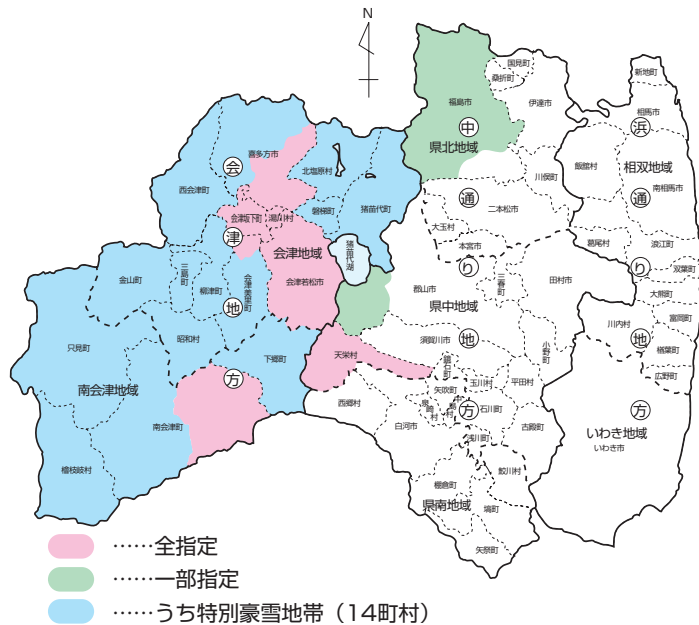 N
国見町
桑折町
福島市
伊達市
中
県北地域
新地町
相馬市
浜
飯舘村
相双地域
川俣町
南相馬市
通
二本松市
通
大玉村
本宮市
葛尾村
浪江町
双葉町
り
り
大熊町
郡山市
三春町
田村市
県中地域
富岡町
川内村
楢葉町
須賀川市
地
地
小野町
広野町
鏡石町
天栄村
玉川村
平田村
矢吹町
泉崎村
中島村
方
石川町
方
西郷村
白河市
古殿町
浅川町
いわき地域
いわき市
鮫川村
棚倉町
県南地域
塙町
矢祭町
喜多方市
会
北塩原村
西会津町
磐梯町
猪苗代町
会津坂下町
湯川村
津
会津地域
猪苗代湖
金山町
三島町
柳津町
会津美里町
会津若松市
地
昭和村
只見町
下郷町
方
南会津地域
南会津町
檜枝岐村
……全指定
……一部指定
……うち特別豪雪地帯（14町村）